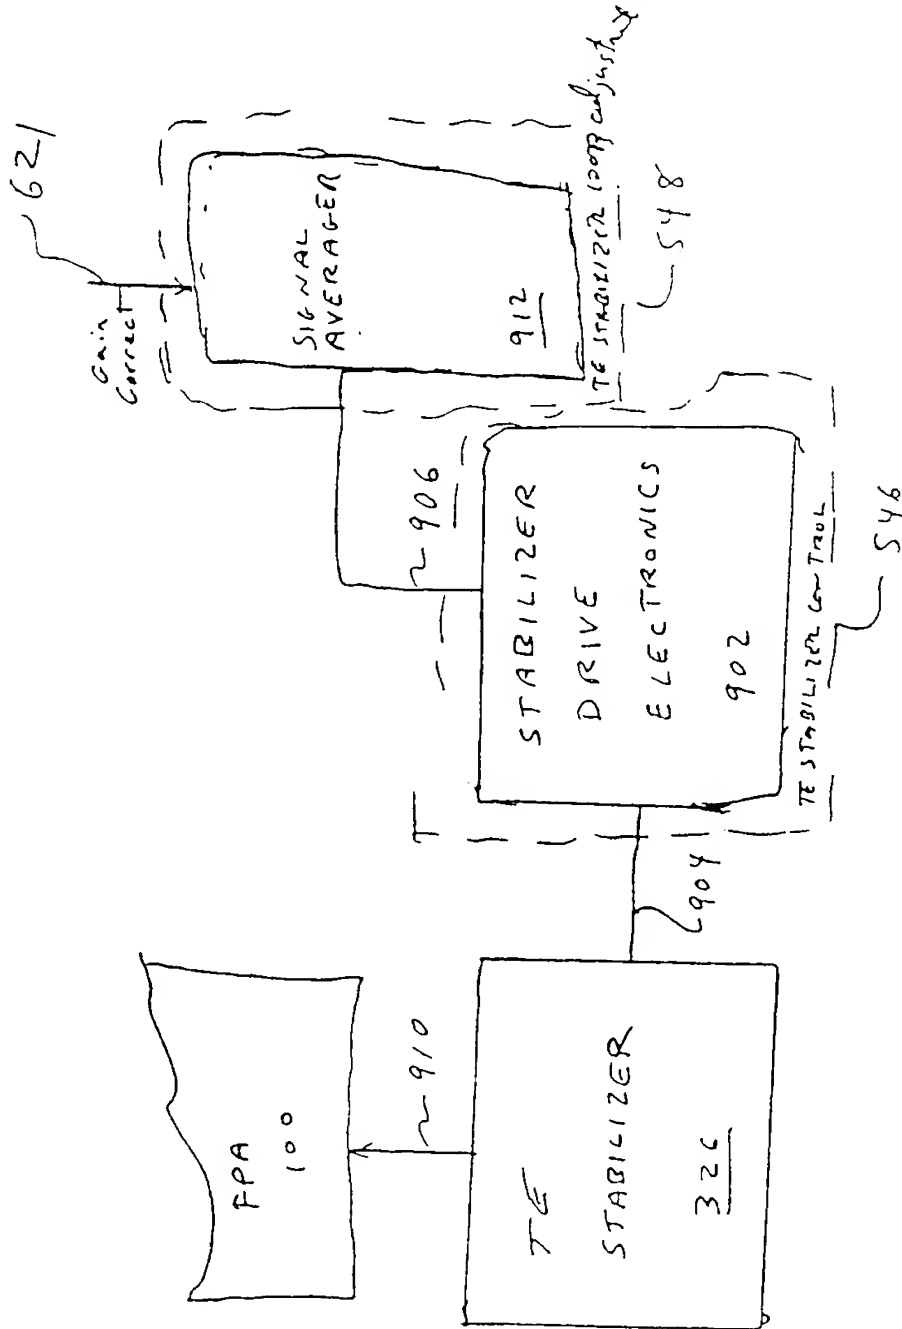 FPA
100
910
TE
STABILIZER
326
904
STABILIZER
DRIVE
ELECTRONICS
902
TE STABILIZER CONTROL
546
906
Gain
Correct
621
SIGNAL
AVERAGER
912
TE STABILIZER loop adjust
548